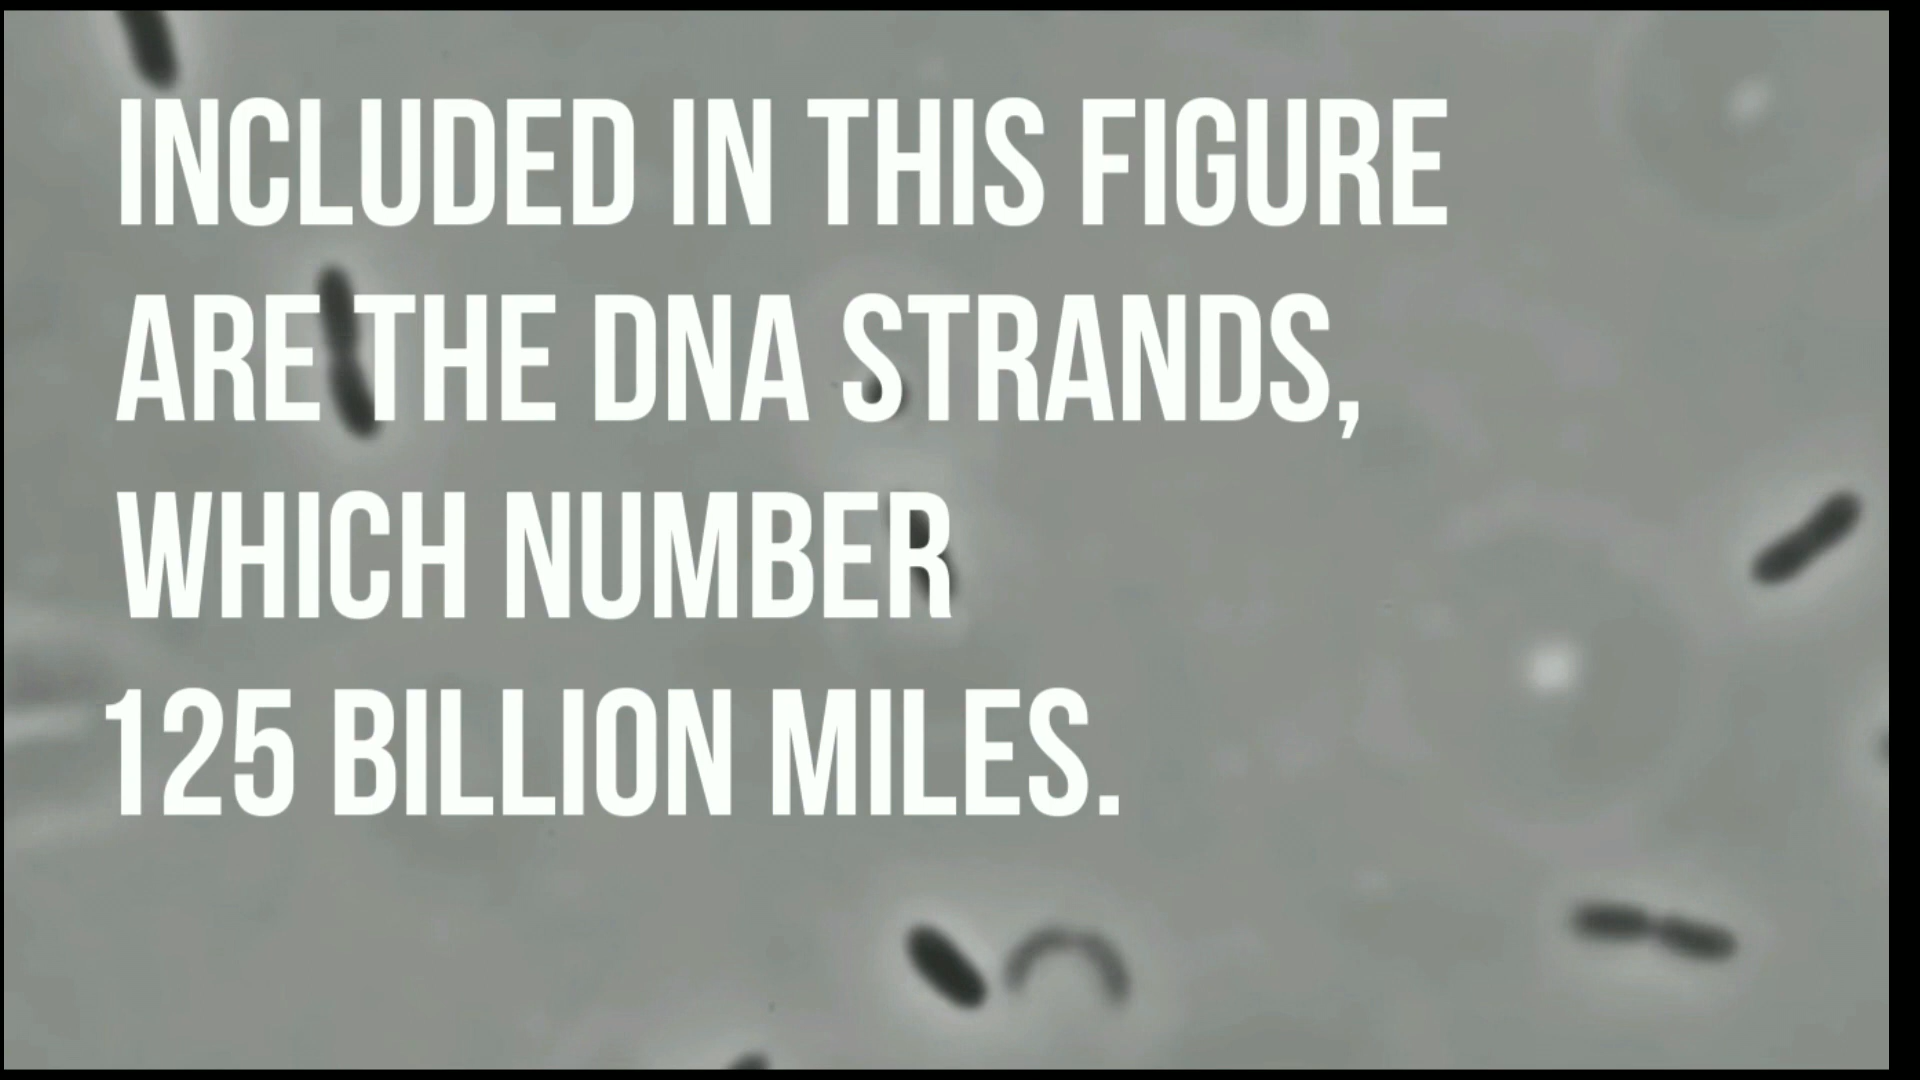 INCLUDED IN THIS FIGURE
ARE THE DNA STRANDS,
WHICH NUMBER
125 BILLION MILES.